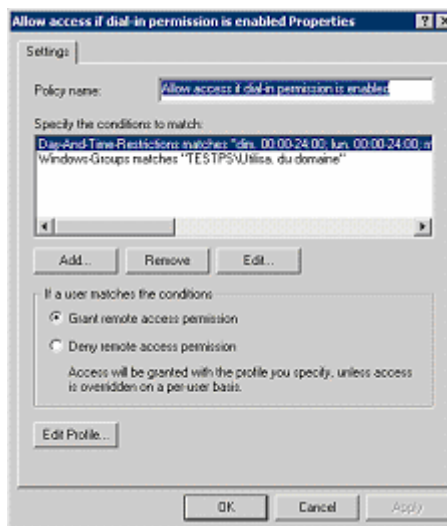 Allow access if dial-in permission is enabled Properties
Settings
Policy name: Allow access if dial-in permission is enabled
Specify the conditions to match:
Day-And-Time-Restrictions matches "dim. 00:00-24:00; lun. 00:00-24:00; m
Windows-Groups matches "TESTPS\Utilisa. du domaine"
Add... Remove Edit...
If a user matches the conditions
Grant remote access permission
Deny remote access permission
Access will be granted with the profile you specify, unless access
is overridden on a per-user basis.
Edit Profile...
OK Cancel Apply